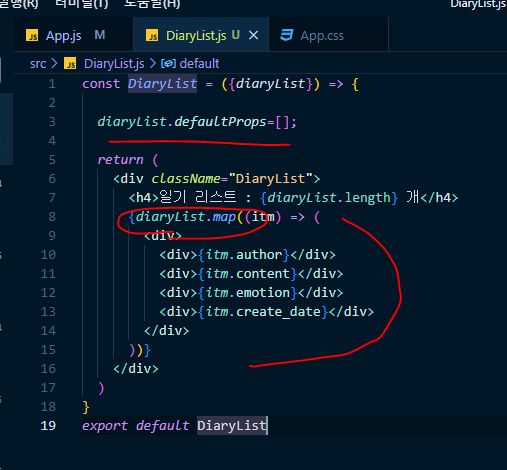 실행(R) 터미널(T) 도움말(H) DiaryList.js
App.js M DiaryList.js U × App.css
src > DiaryList.js > default
1 const DiaryList = ({diaryList}) => {
2
3 diaryList.defaultProps=[];
4
5 return (
6 <div className="DiaryList">
7 <h4>일기 리스트 : {diaryList.length} 개</h4>
8 {diaryList.map((itm) => (
9 <div>
10 <div>{itm.author}</div>
11 <div>{itm.content}</div>
12 <div>{itm.emotion}</div>
13 <div>{itm.create_date}</div>
14 </div>
15 ))}
16 </div>
17 )
18 }
19 export default DiaryList